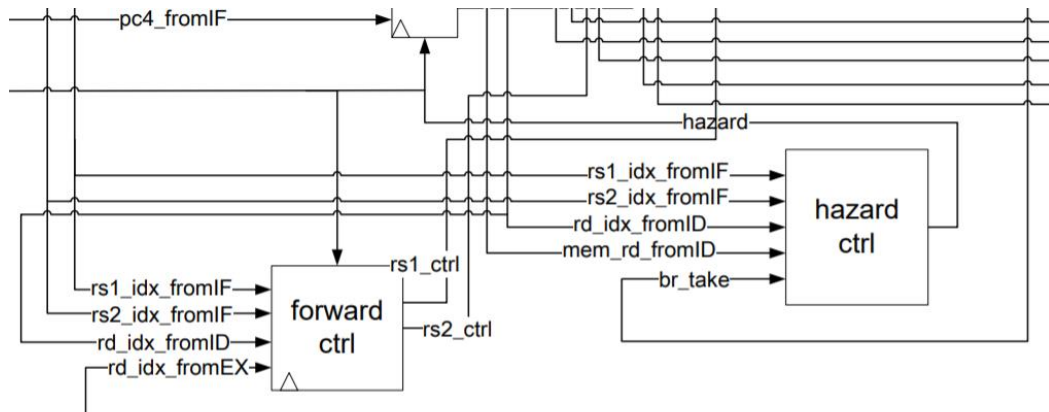 pc4_fromIF
hazard
rs1_idx_fromIF
rs2_idx_fromIF
rd_idx_fromID
mem_rd_fromID
br_take
hazard
ctrl
rs1_ctrl
rs1_idx_fromIF
rs2_idx_fromIF
rd_idx_fromID
rd_idx_fromEX
forward
ctrl
rs2_ctrl